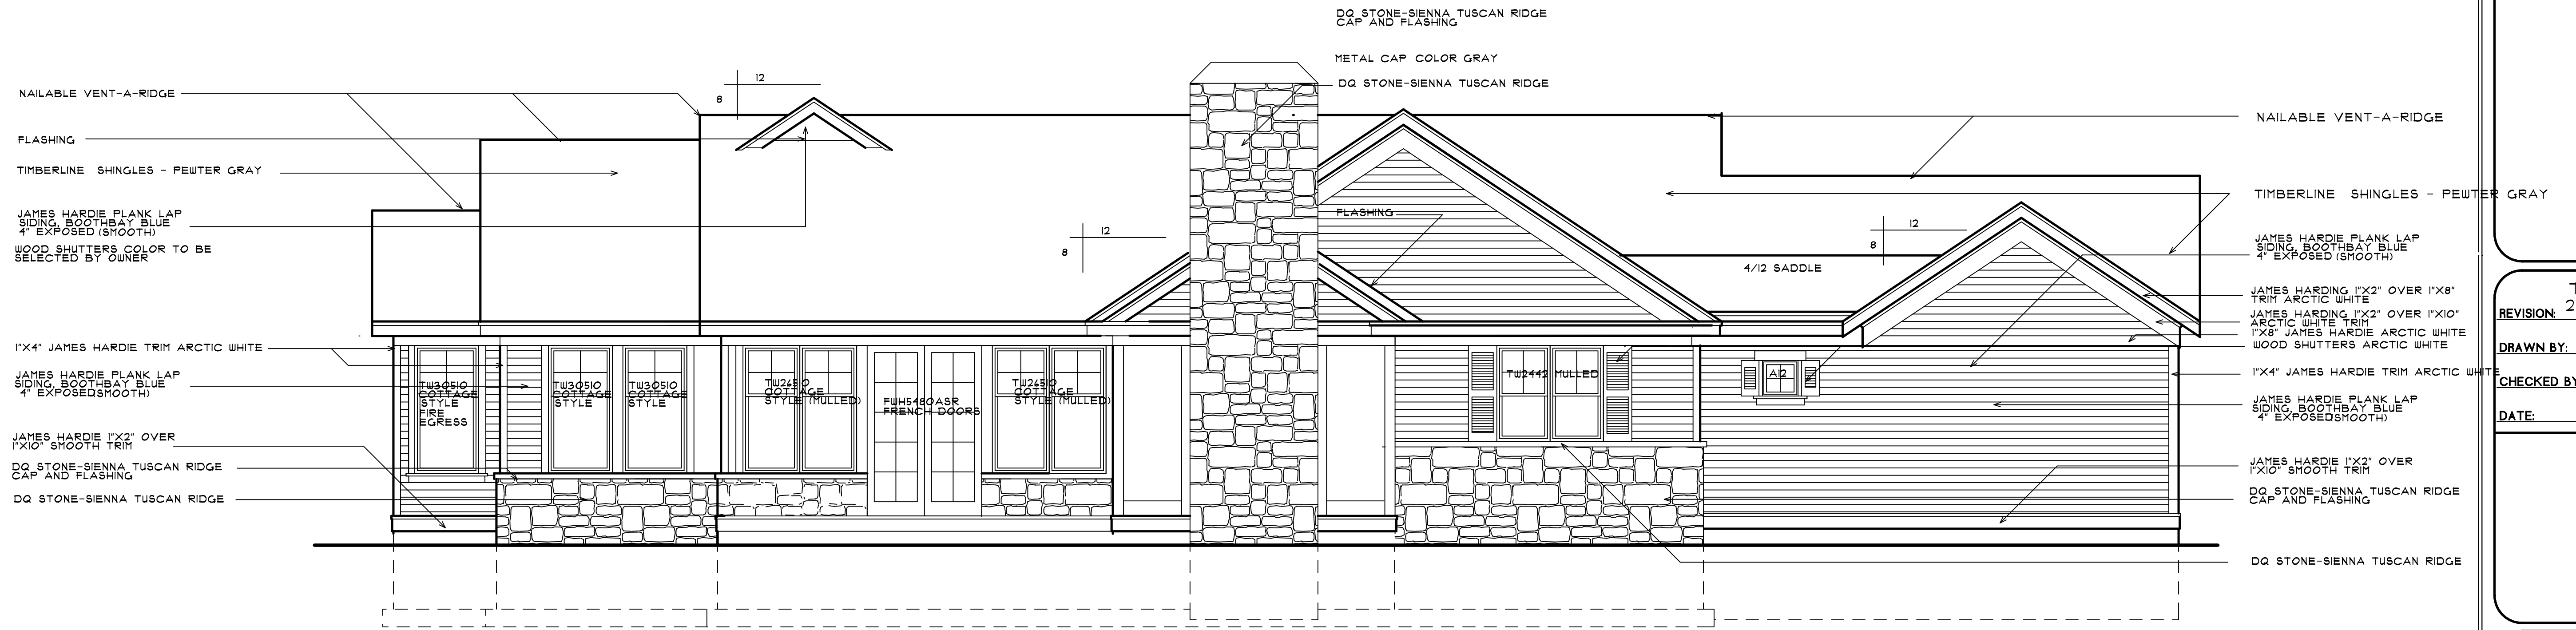 DQ STONE-SIENNA TUSCAN RIDGE
CAP AND FLASHING
METAL CAP COLOR GRAY
DQ STONE-SIENNA TUSCAN RIDGE
12
8
NAILABLE VENT-A-RIDGE
FLASHING
TIMBERLINE SHINGLES - PEWTER GRAY
JAMES HARDIE PLANK LAP
SIDING, BOOTHBAY BLUE
4" EXPOSED (SMOOTH)
WOOD SHUTTERS COLOR TO BE
SELECTED BY OWNER
1"X4" JAMES HARDIE TRIM ARCTIC WHITE
JAMES HARDIE PLANK LAP
SIDING, BOOTHBAY BLUE
4" EXPOSED(SMOOTH)
JAMES HARDIE 1"X2" OVER
1"X10" SMOOTH TRIM
DQ STONE-SIENNA TUSCAN RIDGE
CAP AND FLASHING
DQ STONE-SIENNA TUSCAN RIDGE
12
8
FLASHING
12
8
4/12 SADDLE
TW30510
COTTAGE
STYLE
FIRE
EGRESS
TW30510
COTTAGE
STYLE
TW30510
COTTAGE
STYLE
TW26510
COTTAGE
STYLE (MULLED)
FWH5480ASR
FRENCH DOORS
TW26510
COTTAGE
STYLE (MULLED)
TW2442 MULLED
A12
NAILABLE VENT-A-RIDGE
TIMBERLINE SHINGLES - PEWTER GRAY
JAMES HARDIE PLANK LAP
SIDING, BOOTHBAY BLUE
4" EXPOSED (SMOOTH)
JAMES HARDING 1"X2" OVER 1"X8"
TRIM ARCTIC WHITE
JAMES HARDING 1"X2" OVER 1"X10"
ARCTIC WHITE TRIM
1"X8" JAMES HARDIE ARCTIC WHITE
WOOD SHUTTERS ARCTIC WHITE
1"X4" JAMES HARDIE TRIM ARCTIC WHITE
JAMES HARDIE PLANK LAP
SIDING, BOOTHBAY BLUE
4" EXPOSED(SMOOTH)
JAMES HARDIE 1"X2" OVER
1"X10" SMOOTH TRIM
DQ STONE-SIENNA TUSCAN RIDGE
CAP AND FLASHING
DQ STONE-SIENNA TUSCAN RIDGE
REVISION: 2
DRAWN BY:
CHECKED BY
DATE: